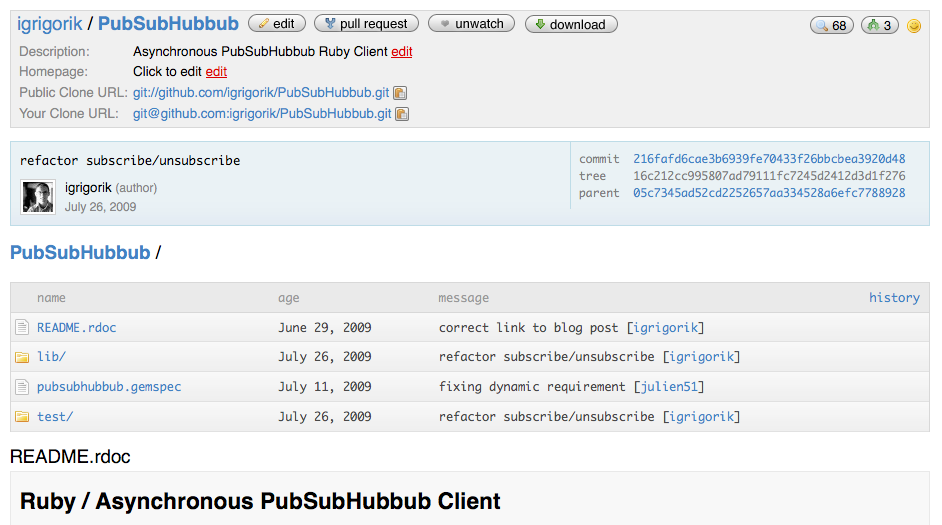 igrigorik / PubSubHubbub edit pull request unwatch download 68 3
Description: Asynchronous PubSubHubbub Ruby Client edit
Homepage: Click to edit edit
Public Clone URL: git://github.com/igrigorik/PubSubHubbub.git
Your Clone URL: git@github.com:igrigorik/PubSubHubbub.git
refactor subscribe/unsubscribe
igrigorik (author)
July 26, 2009
commit 216fafd6cae3b6939fe70433f26bbcbea3920d48
tree 16c212cc995807ad79111fc7245d2412d3d1f276
parent 05c7345ad52cd2252657aa334528a6efc7788928
PubSubHubbub /
name age message history
README.rdoc June 29, 2009 correct link to blog post [igrigorik]
lib/ July 26, 2009 refactor subscribe/unsubscribe [igrigorik]
pubsubhubbub.gemspec July 11, 2009 fixing dynamic requirement [julien51]
test/ July 26, 2009 refactor subscribe/unsubscribe [igrigorik]
README.rdoc
Ruby / Asynchronous PubSubHubbub Client